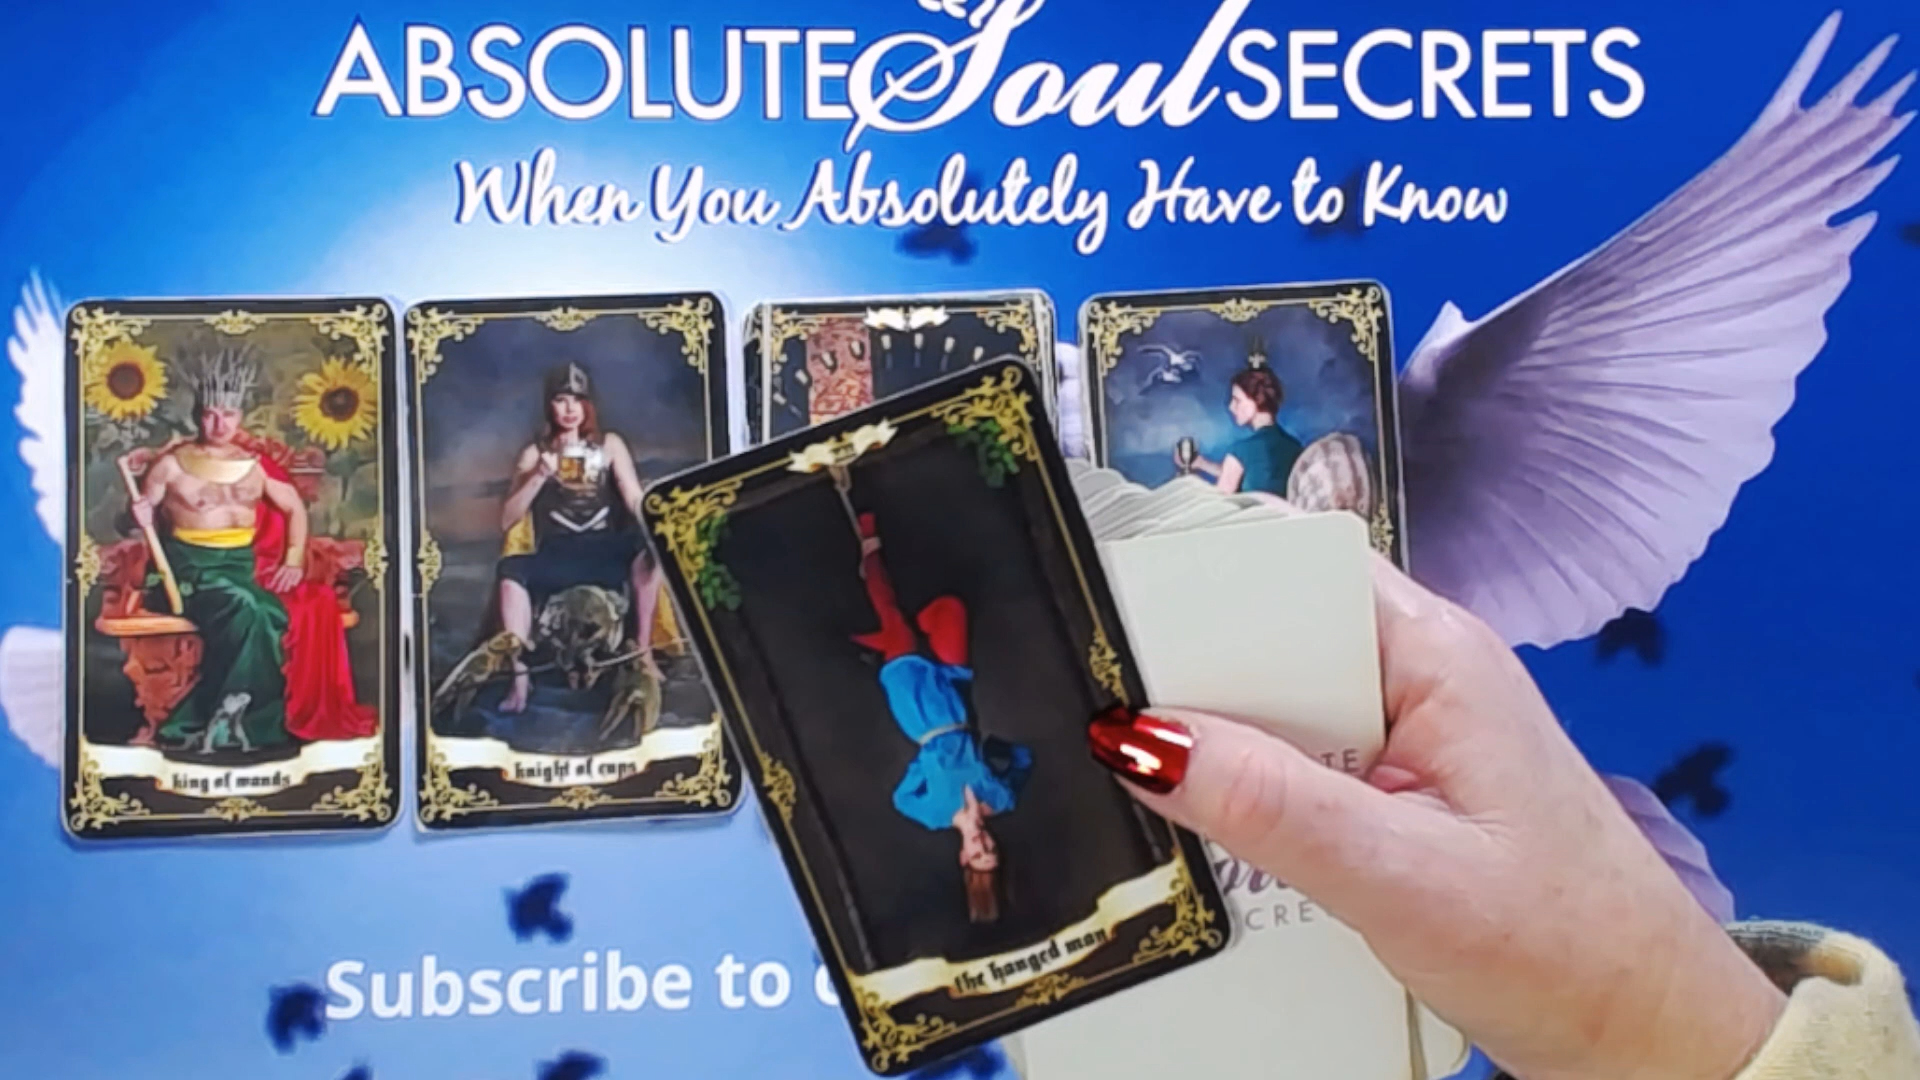 ABSOLUTE Soul SECRETS
When You Absolutely Have to Know
king of wands
knight of cups
the hanged man
Subscribe to